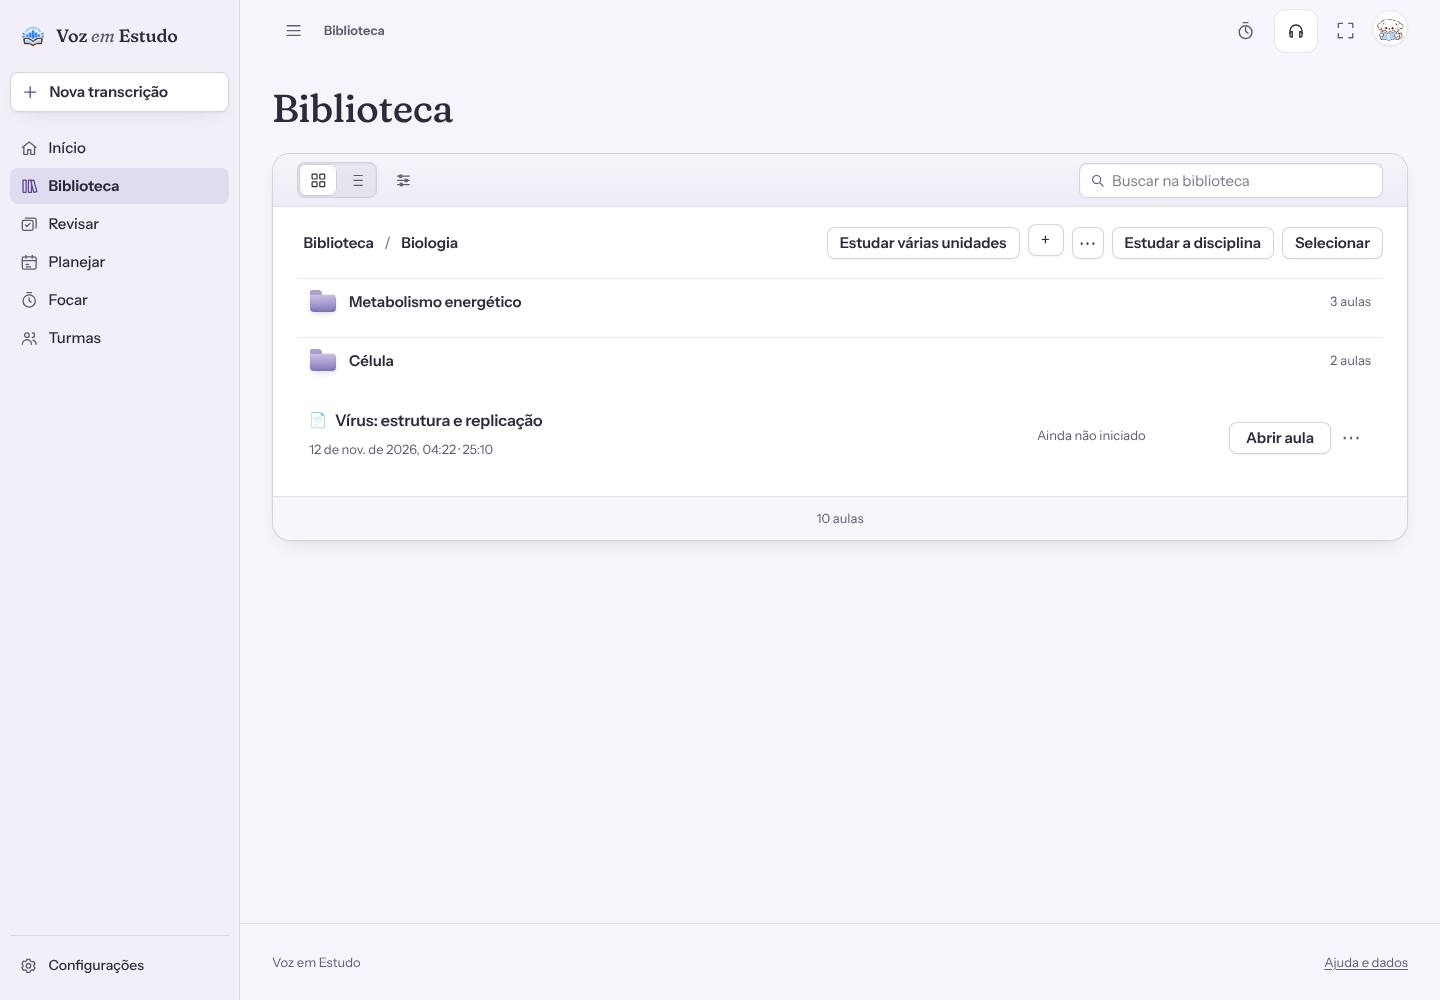 Voz em Estudo
Biblioteca
Nova transcrição
Início
Biblioteca
Revisar
Planejar
Focar
Turmas
Configurações
Biblioteca
Buscar na biblioteca
Biblioteca / Biologia
Estudar várias unidades
+
...
Estudar a disciplina
Selecionar
Metabolismo energético
3 aulas
Célula
2 aulas
Vírus: estrutura e replicação
12 de nov. de 2026, 04:22 · 25:10
Ainda não iniciado
Abrir aula
...
10 aulas
Voz em Estudo
Ajuda e dados